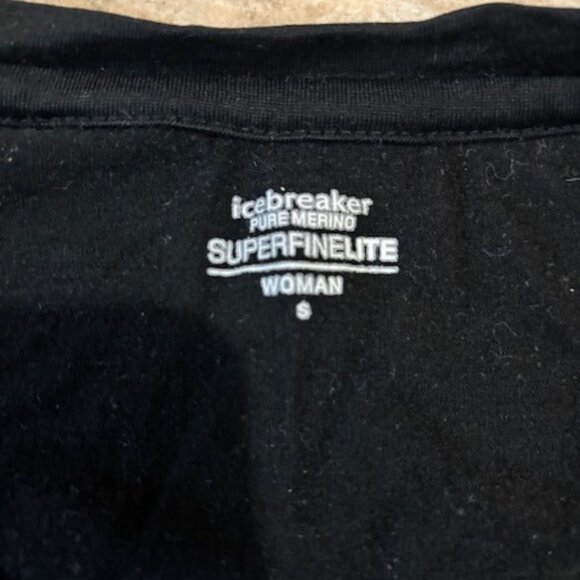 icebreaker
PURE MERINO
SUPERFINELITE
WOMAN
S